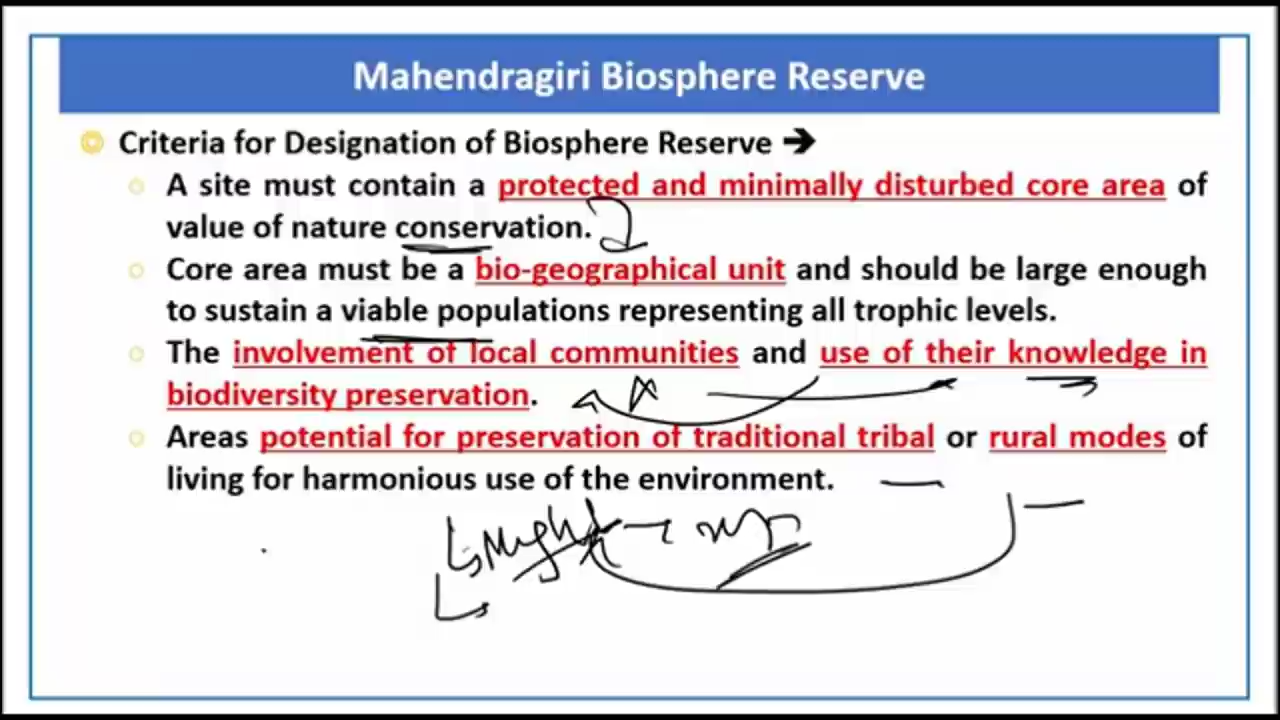 Mahendragiri Biosphere Reserve
Criteria for Designation of Biosphere Reserve ➔
A site must contain a protected and minimally disturbed core area of
value of nature conservation.
Core area must be a bio-geographical unit and should be large enough
to sustain a viable populations representing all trophic levels.
The involvement of local communities and use of their knowledge in
biodiversity preservation.
Areas potential for preservation of traditional tribal or rural modes of
living for harmonious use of the environment.